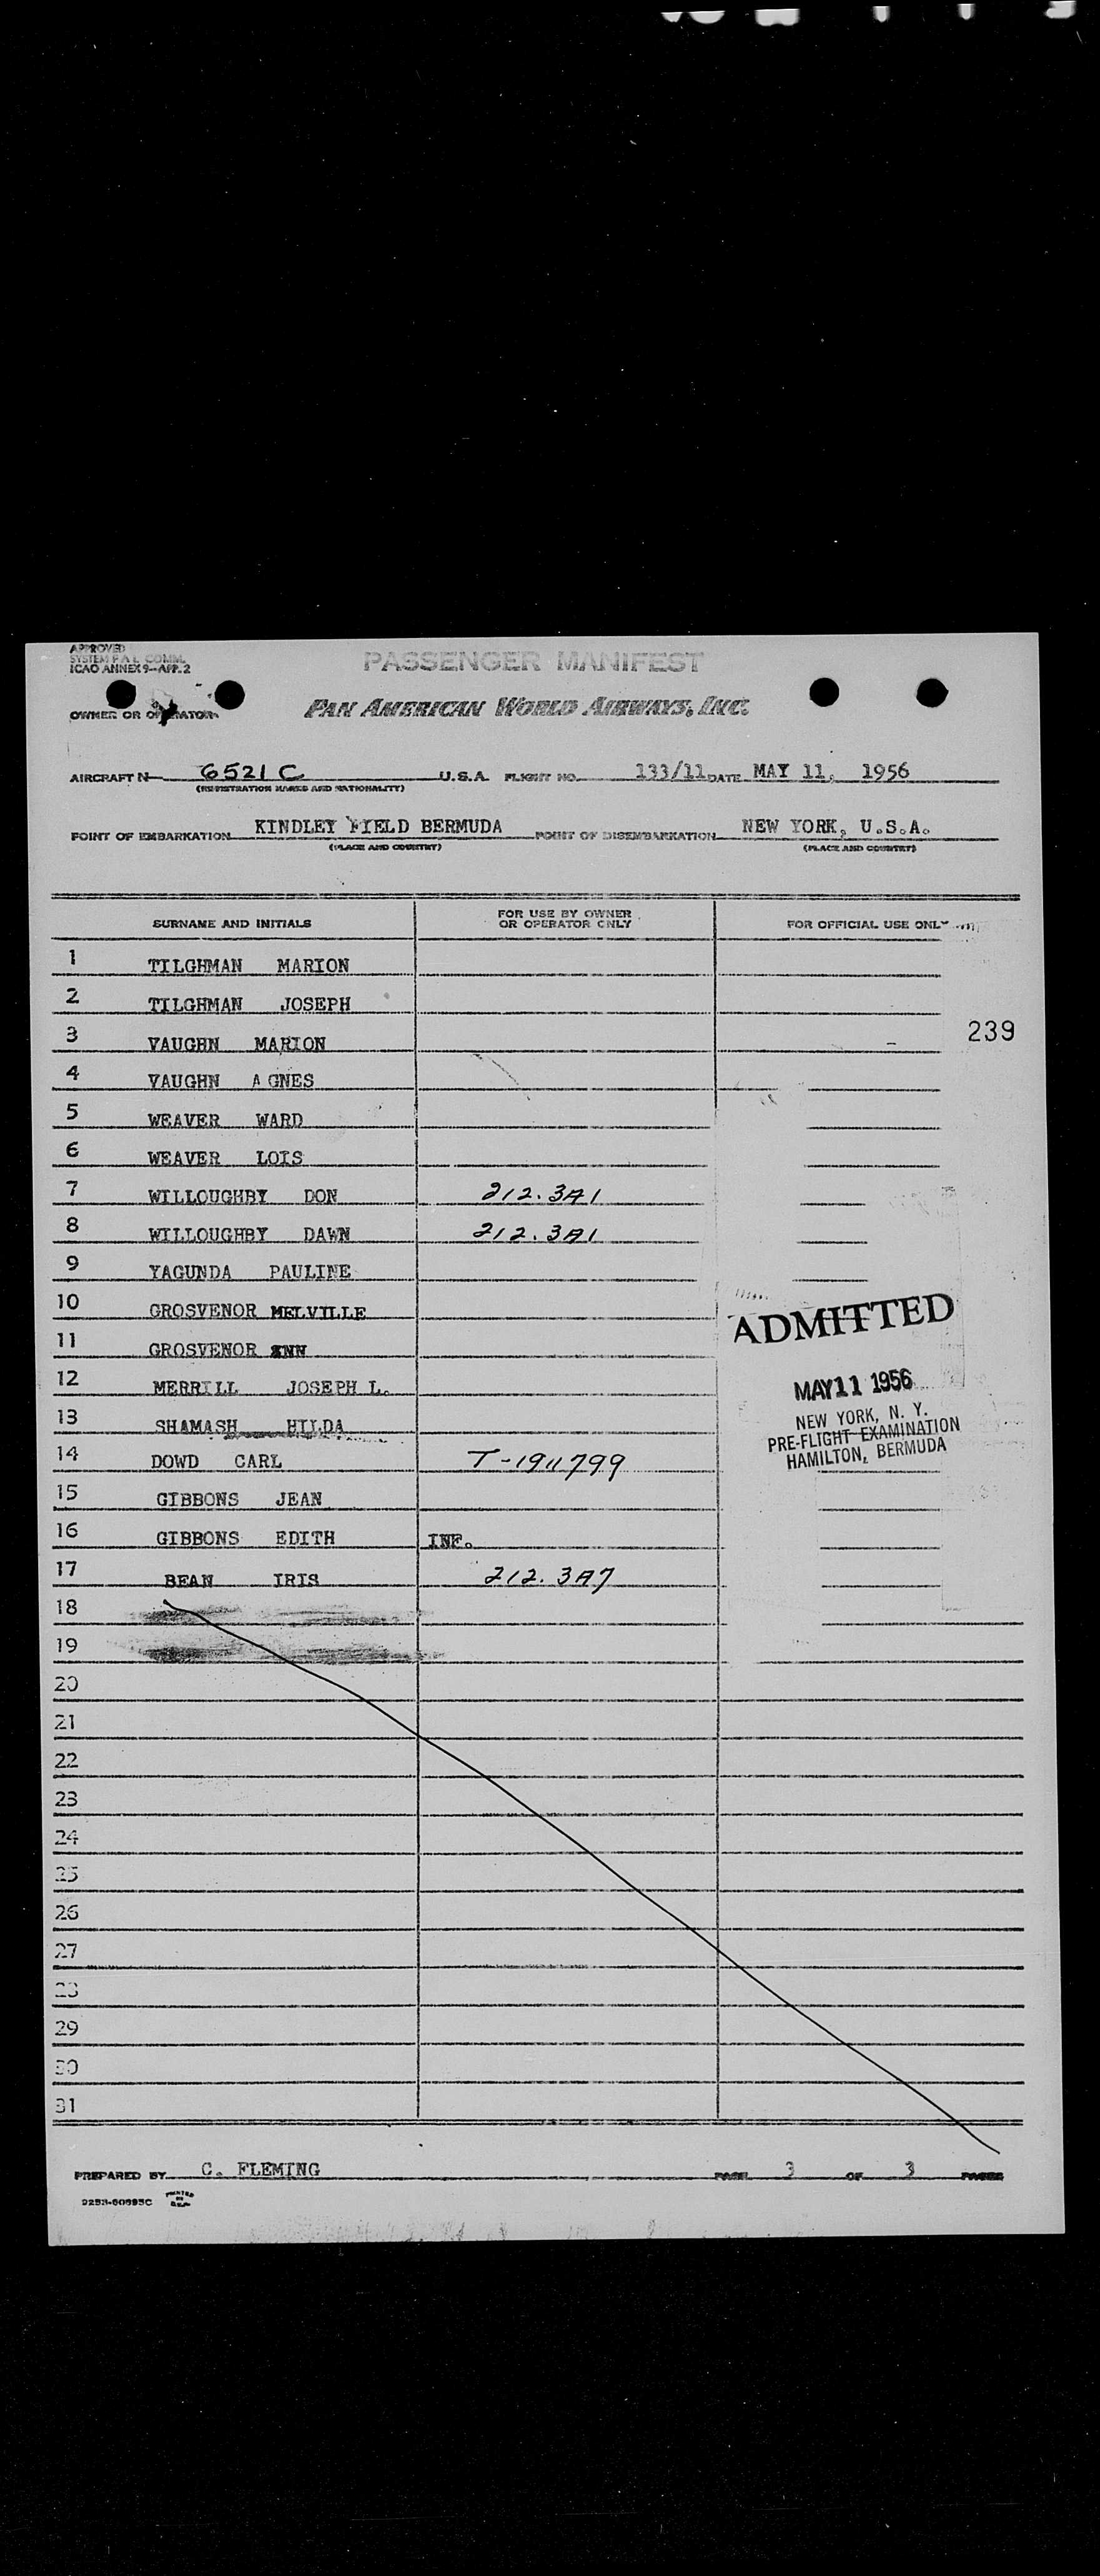 APPROVED
SYSTEM F A L COMM.
ICAO ANNEX 9-APP. 2
PASSENGER MANIFEST
OWNER OR OPERATOR
PAN AMERICAN WORLD AIRWAYS, INC.
AIRCRAFT N 6521 C U.S.A. FLIGHT NO. 133/11 DATE MAY 11, 1956
(REGISTRATION MARKS AND NATIONALITY)
POINT OF EMBARKATION KINDLEY FIELD BERMUDA POINT OF DISEMBARKATION NEW YORK, U.S.A.
(PLACE AND COUNTRY) (PLACE AND COUNTRY)
SURNAME AND INITIALS FOR USE BY OWNER OR OPERATOR ONLY FOR OFFICIAL USE ONLY
1 TILGHMAN MARION
2 TILGHMAN JOSEPH
3 VAUGHN MARION
239
4 VAUGHN AGNES
5 WEAVER WARD
6 WEAVER LOIS
7 WILLOUGHBY DON 212.3A1
8 WILLOUGHBY DAWN 212.3A1
9 YAGUNDA PAULINE
10 GROSVENOR MELVILLE
11 GROSVENOR ANN
12 MERRILL JOSEPH L.
13 SHAMASH HILDA
14 DOWD CARL T-1911799
15 GIBBONS JEAN
16 GIBBONS EDITH INF.
17 BEAN IRIS 212.3A7
ADMITTED
MAY 11 1956
NEW YORK, N. Y.
PRE-FLIGHT EXAMINATION
HAMILTON, BERMUDA
18
19
20
21
22
23
24
25
26
27
28
29
30
31
PREPARED BY C. FLEMING PAGE 3 OF 3 PAGES
PRINTED IN U.S.A.